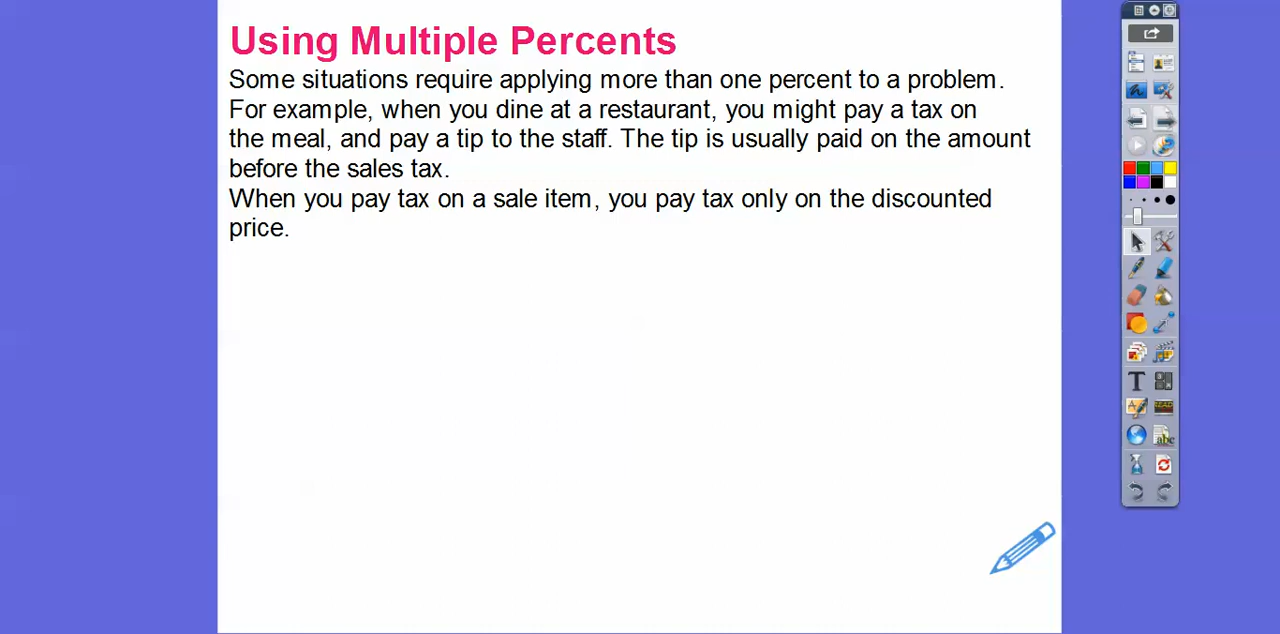 Using Multiple Percents
Some situations require applying more than one percent to a problem.
For example, when you dine at a restaurant, you might pay a tax on
the meal, and pay a tip to the staff. The tip is usually paid on the amount
before the sales tax.
When you pay tax on a sale item, you pay tax only on the discounted
price.